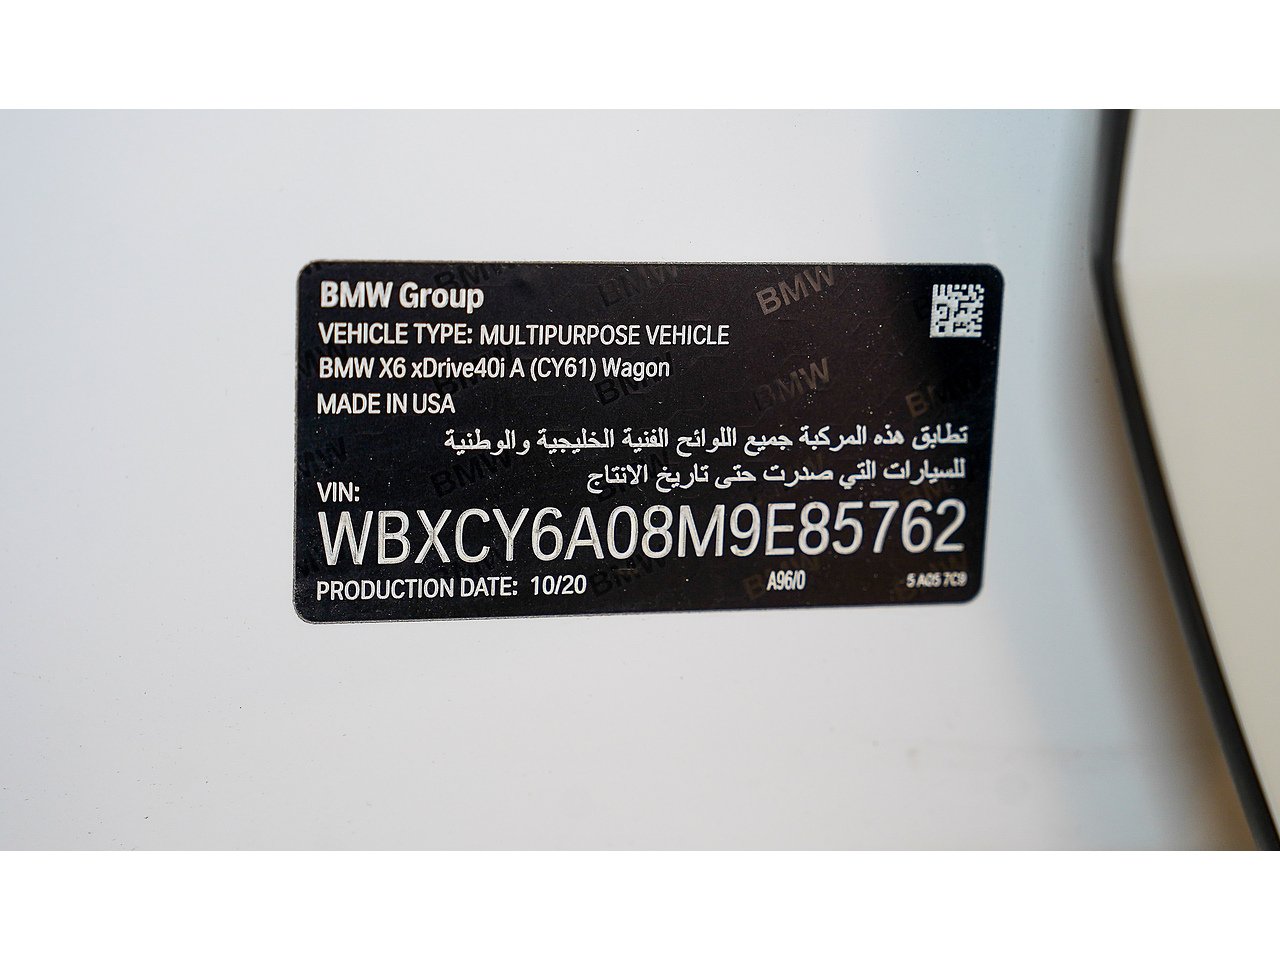 BMW Group
VEHICLE TYPE: MULTIPURPOSE VEHICLE
BMW X6 xDrive40i A (CY61) Wagon
MADE IN USA
تطابق هذه المركبة جميع اللوائح الفنية الخليجية والوطنية
للسيارات التي صدرت حتى تاريخ الانتاج
VIN:
WBXCY6A08M9E85762
PRODUCTION DATE: 10/20 A96/0 5 A05 7C9